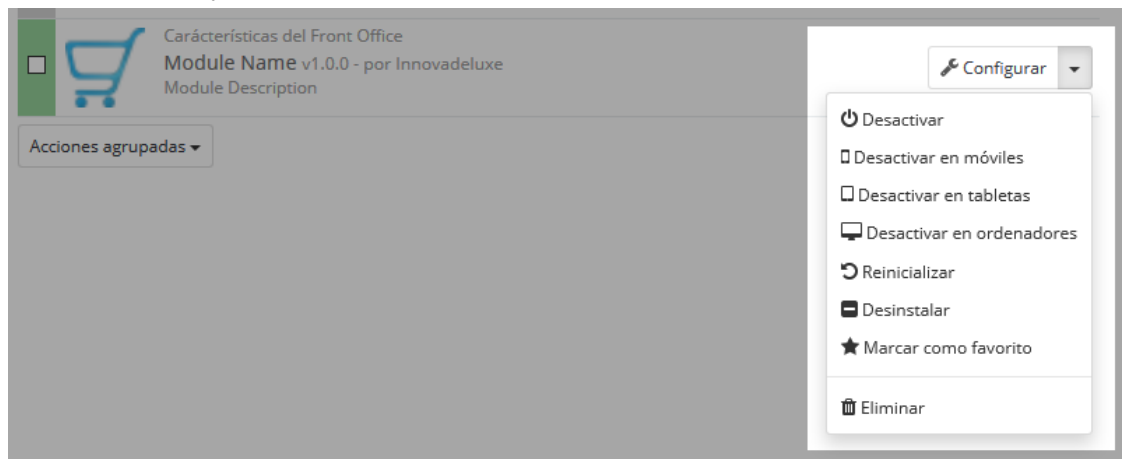 Carácterísticas del Front Office
Module Name v1.0.0 - por Innovadeluxe
Module Description
Configurar
Acciones agrupadas
Desactivar
Desactivar en móviles
Desactivar en tabletas
Desactivar en ordenadores
Reinicializar
Desinstalar
Marcar como favorito
Eliminar